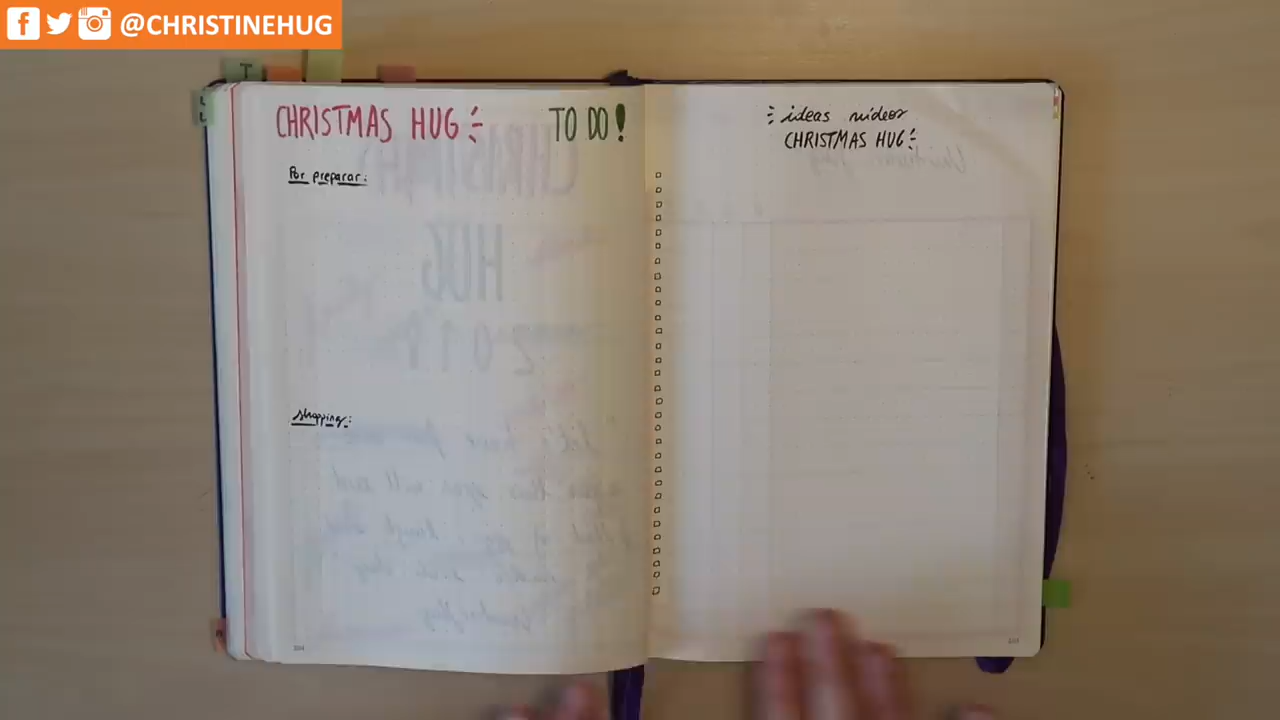 @CHRISTINEHUG
T
CHRISTMAS HUG TO DO!
Por preparar:
shopping:
ideas videos
CHRISTMAS HUG